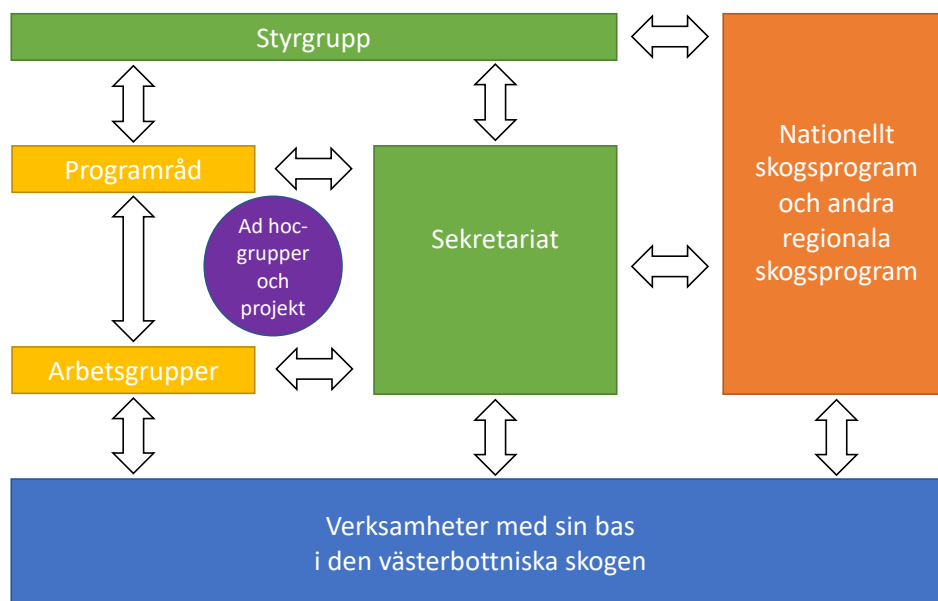 Styrgrupp
Programråd
Ad hoc-
grupper
och
projekt
Arbetsgrupper
Sekretariat
Nationellt
skogsprogram
och andra
regionala
skogsprogram
Verksamheter med sin bas
i den västerbottniska skogen